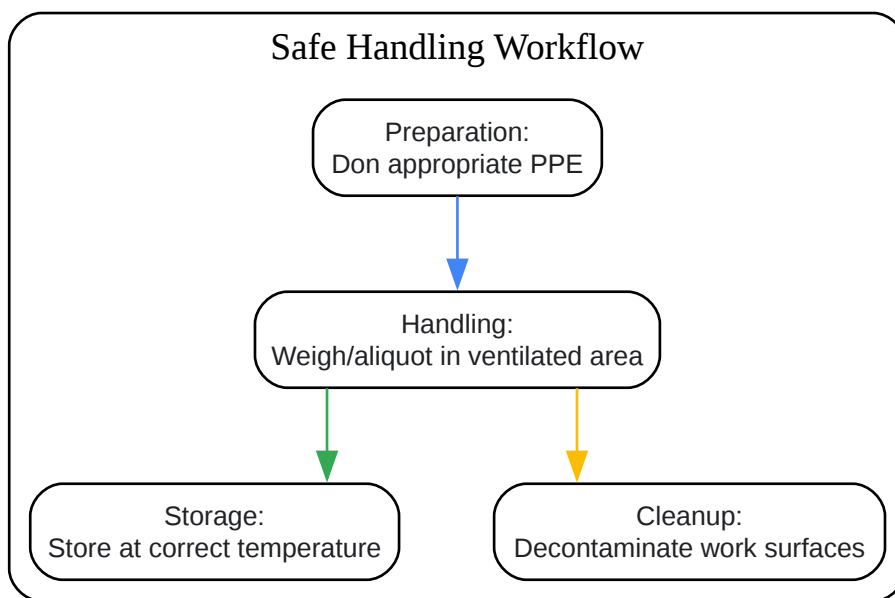 Safe Handling Workflow
Preparation:
Don appropriate PPE
Handling:
Weigh/aliquot in ventilated area
Storage:
Store at correct temperature
Cleanup:
Decontaminate work surfaces